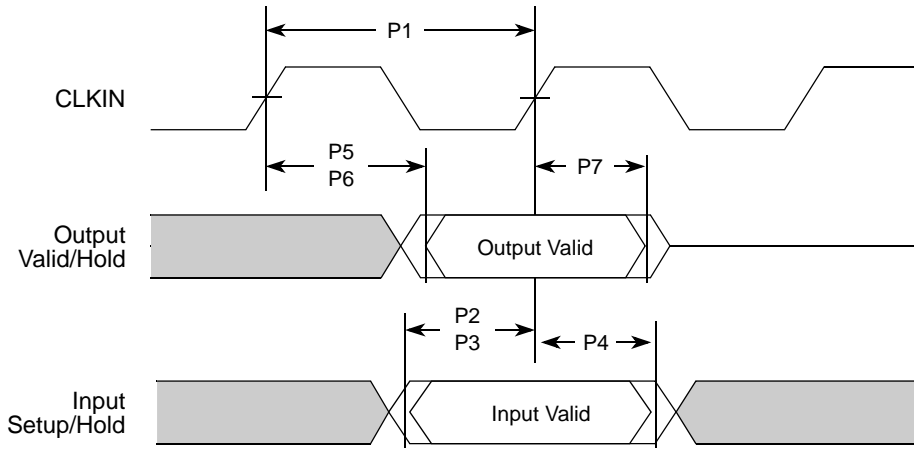 P1
CLKIN
P5
P6
P7
Output
Valid/Hold
Output Valid
P2
P3
P4
Input
Setup/Hold
Input Valid